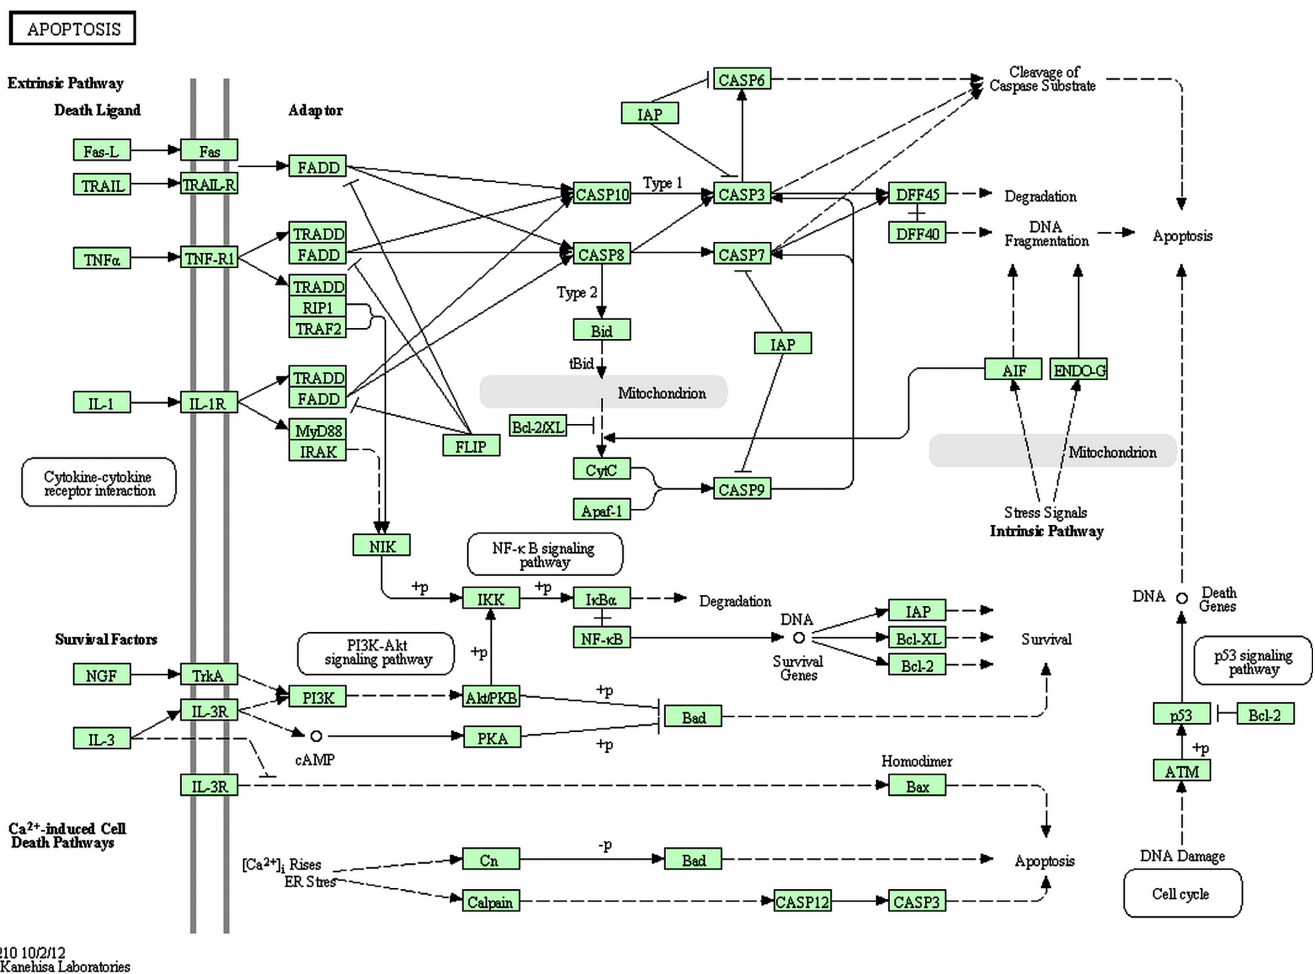 APOPTOSIS
Extrinsic Pathway
Death Ligand
Adaptor
CASP6
Cleavage of
Caspase Substrate
IAP
Fas-L
Fas
FADD
TRAIL
TRAIL-R
CASP10
Type 1
CASP3
DFF45
Degradation
TRADD
DFF40
DNA
Fragmentation
Apoptosis
TNFα
TNF-R1
FADD
CASP8
CASP7
TRADD
RIP1
TRAF2
Type 2
Bid
IAP
tBid
AIF
ENDO-G
TRADD
FADD
Mitochondrion
IL-1
IL-1R
MyD88
IRAK
FLIP
Bcl-2/XL
Mitochondrion
Cytokine-cytokine
receptor interaction
CytC
CASP9
Apaf-1
Stress Signals
Intrinsic Pathway
NIK
NF-κB signaling
pathway
+p
IKK
+p
IκBα
Degradation
DNA
Death
Genes
IAP
DNA
NF-κB
Bcl-XL
Survival
Survival
Genes
Bcl-2
Survival Factors
PI3K-Akt
signaling pathway
+p
p53 signaling
pathway
NGF
TrkA
PI3K
Akt/PKB
+p
IL-3R
Bad
p53
Bcl-2
IL-3
cAMP
PKA
+p
+p
ATM
Homodimer
IL-3R
Bax
Ca2+-induced Cell
Death Pathways
[Ca2+]i Rises
ER Stres
Cn
-p
Bad
Apoptosis
DNA Damage
Calpain
CASP12
CASP3
Cell cycle
210 10/2/12
Kanehisa Laboratories